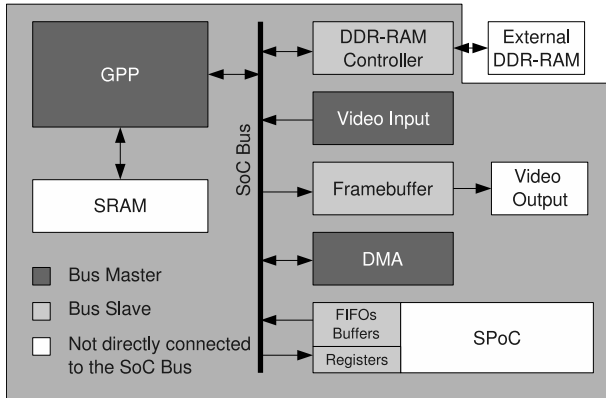 GPP
SRAM
Bus Master
Bus Slave
Not directly connected
to the SoC Bus
SoC Bus
DDR-RAM
Controller
External
DDR-RAM
Video Input
Framebuffer
Video
Output
DMA
FIFOs
Buffers
Registers
SPoC